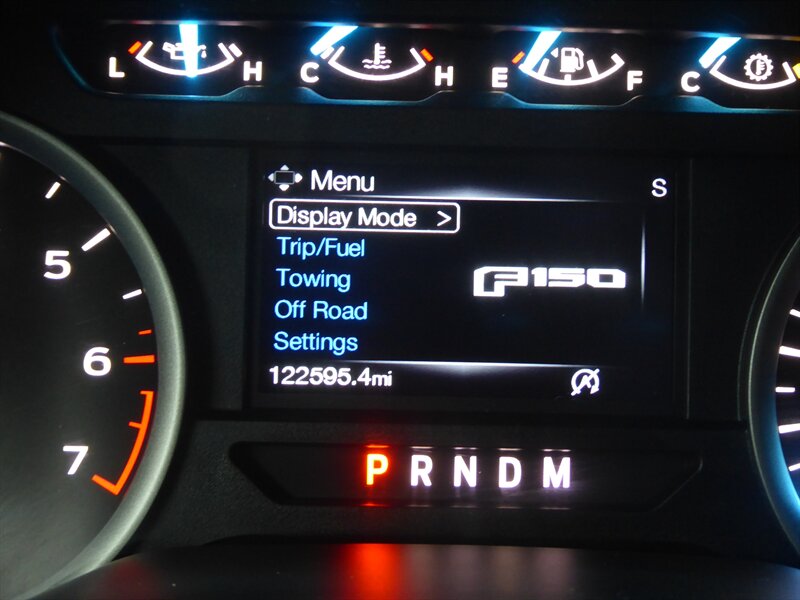 L H C H E F C
Menu S
Display Mode >
Trip/Fuel
Towing
F150
Off Road
Settings
122595.4mi
5
6
7
P R N D M